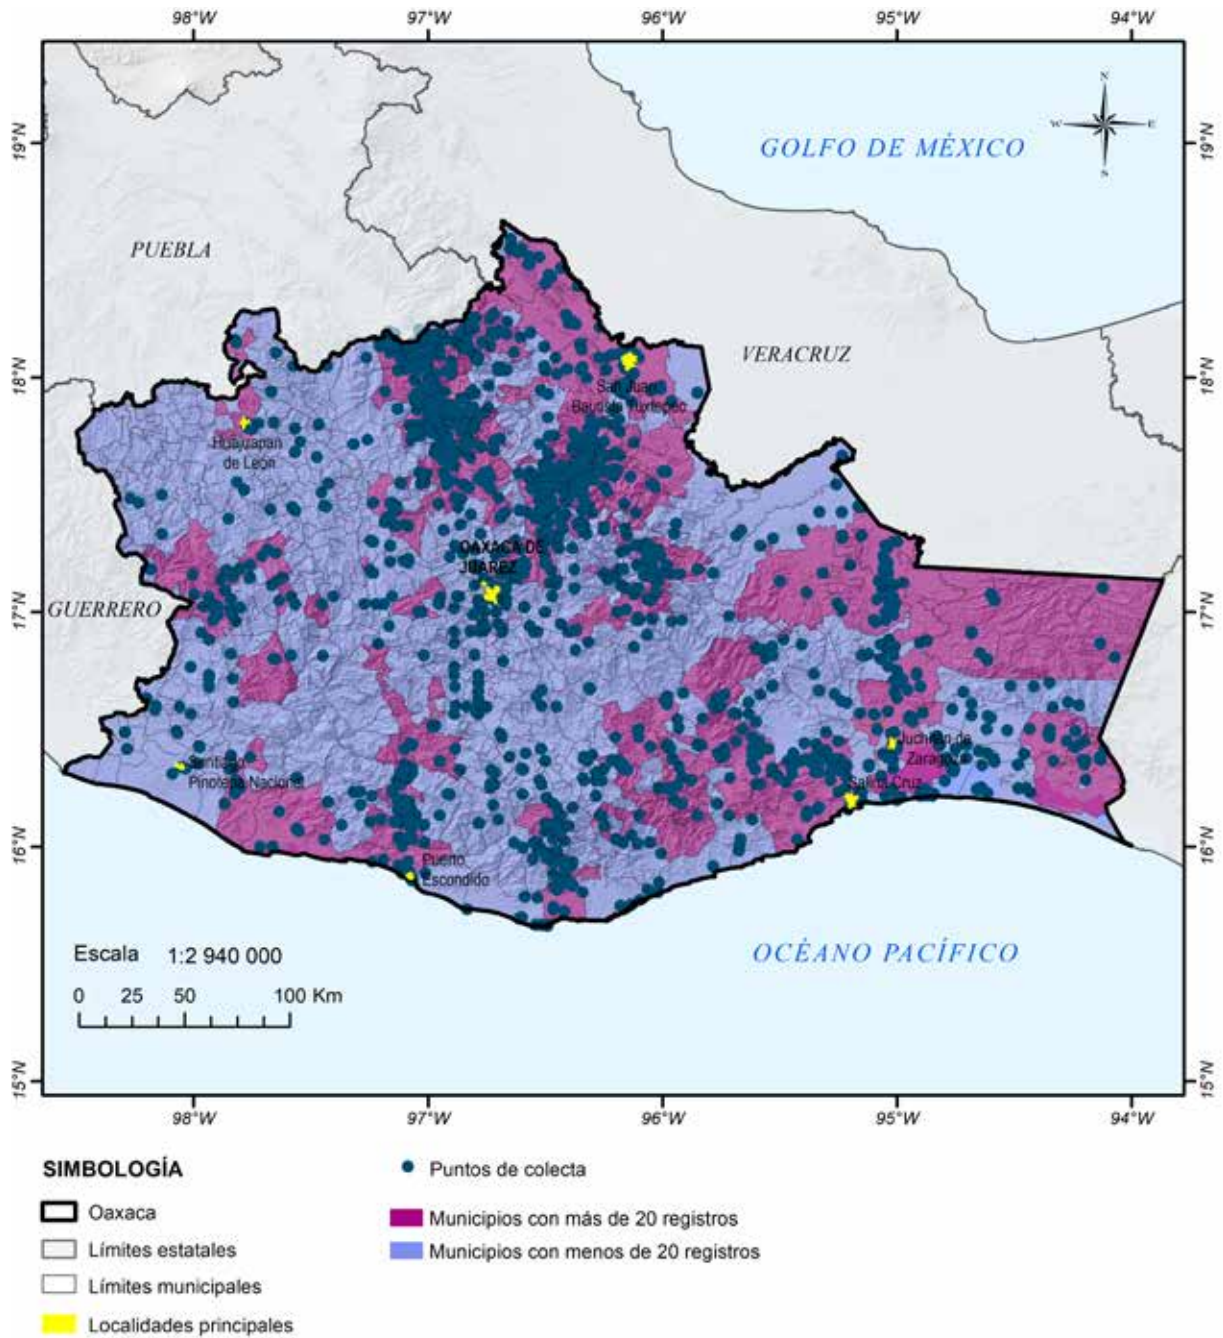 98°W 97°W 96°W 95°W 94°W
N
W E
S
19°N 19°N
GOLFO DE MÉXICO
PUEBLA
VERACRUZ
18°N 18°N
San Juan
Bautista Tuxtepec
Huajuapan
de León
OAXACA DE
JUÁREZ
GUERRERO
17°N 17°N
Juchitán de
Zaragoza
Santiago
Pinotepa Nacional
Salina Cruz
16°N 16°N
Puerto
Escondido
Escala 1:2 940 000
OCÉANO PACÍFICO
0 25 50 100 Km
15°N 15°N
98°W 97°W 96°W 95°W 94°W
SIMBOLOGÍA
Oaxaca
Límites estatales
Límites municipales
Localidades principales
Puntos de colecta
Municipios con más de 20 registros
Municipios con menos de 20 registros